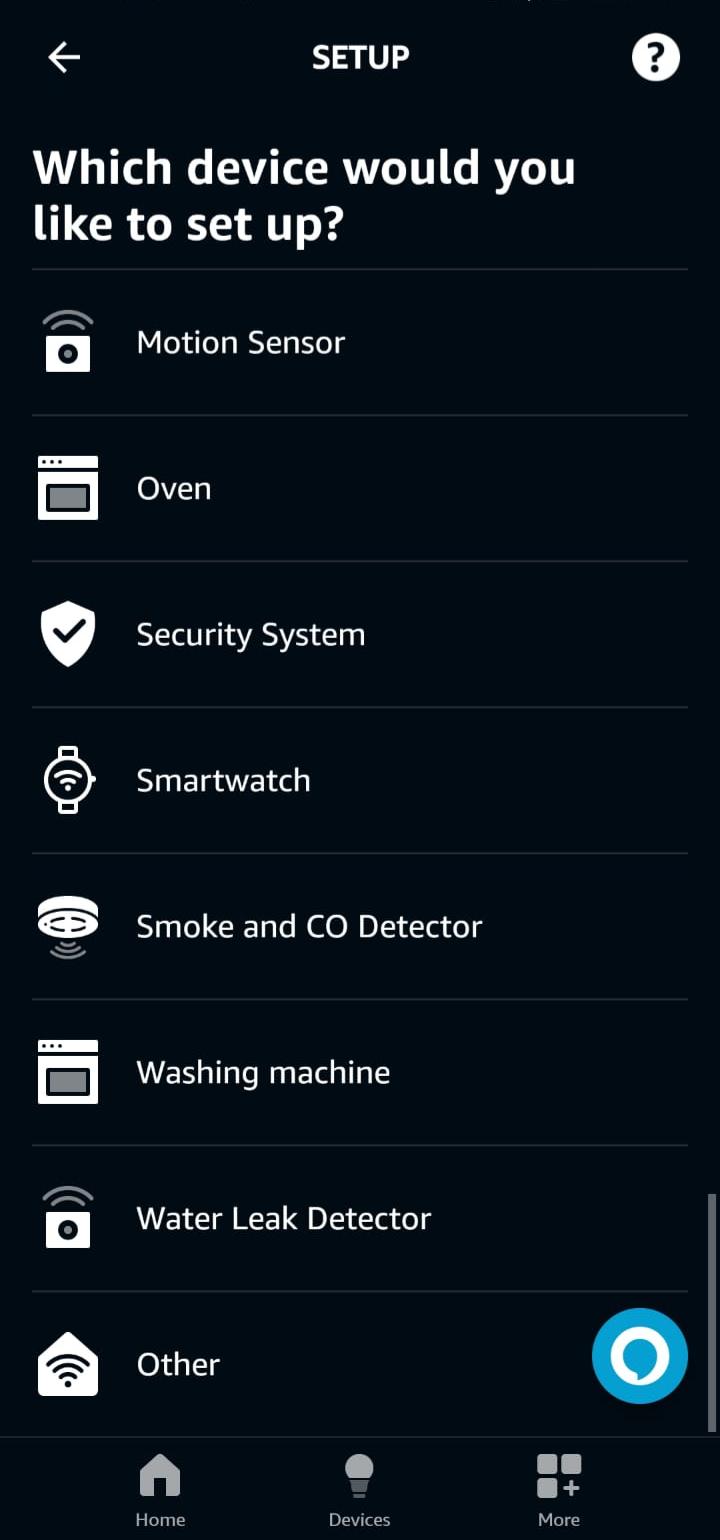 SETUP
?
Which device would you
like to set up?
Motion Sensor
Oven
Security System
Smartwatch
Smoke and CO Detector
Washing machine
Water Leak Detector
Other
Home
Devices
More